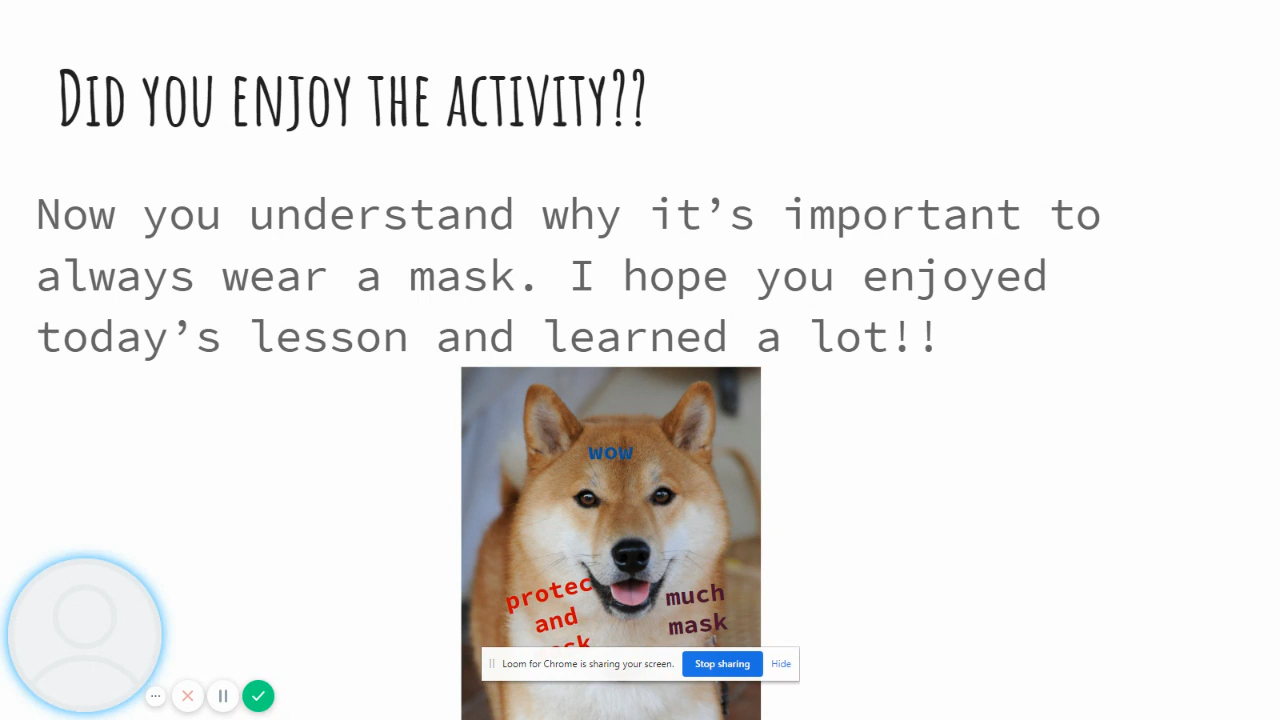 Did you enjoy the activity??
Now you understand why it’s important to
always wear a mask. I hope you enjoyed
today’s lesson and learned a lot!!
wow
protec
and
much
mask
Loom for Chrome is sharing your screen.
Stop sharing
Hide